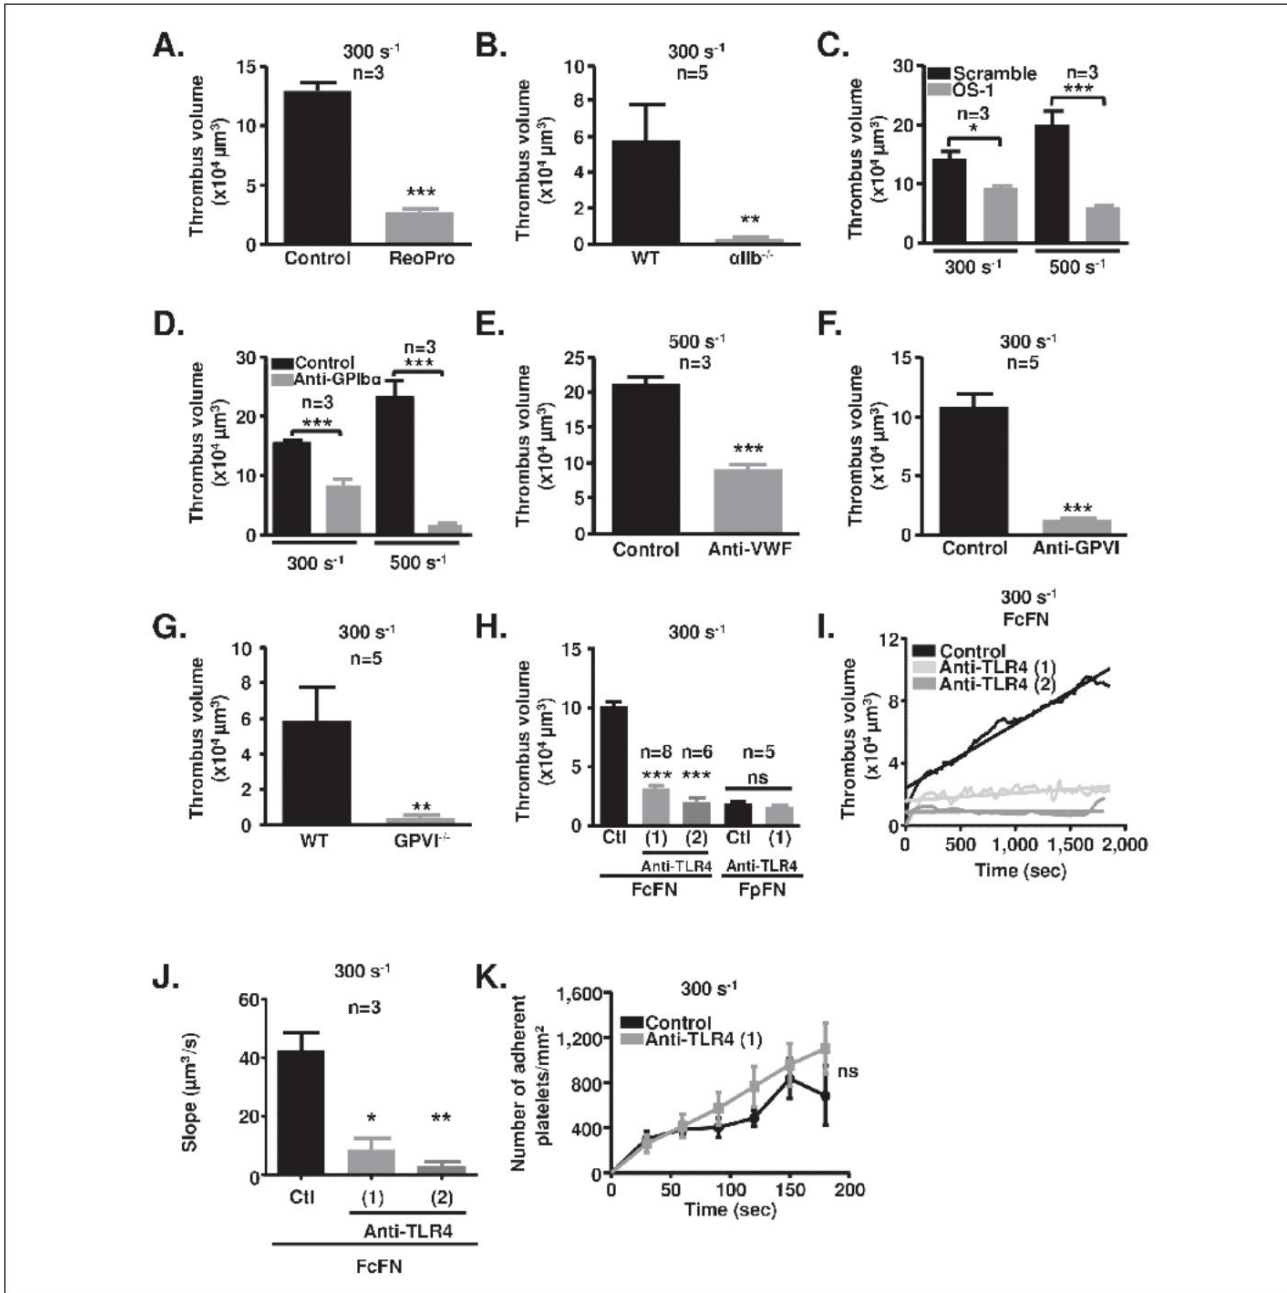 A.
300 s-1
n=3
Thrombus volume
(x10⁴ µm³)
15
10
5
0
***
Control ReoPro
B.
300 s-1
n=5
Thrombus volume
(x10⁴ µm³)
10
8
6
4
2
0
**
WT αIIb-/-
C.
Scramble
OS-1
n=3
***
n=3
*
Thrombus volume
(x10⁴ µm³)
30
20
10
0
300 s-1 500 s-1
D.
Control
Anti-GPIbα
n=3
***
n=3
***
Thrombus volume
(x10⁴ µm³)
30
20
10
0
300 s-1 500 s-1
E.
500 s-1
n=3
Thrombus volume
(x10⁴ µm³)
25
20
15
10
5
0
***
Control Anti-VWF
F.
300 s-1
n=5
Thrombus volume
(x10⁴ µm³)
15
10
5
0
***
Control Anti-GPVI
G.
300 s-1
n=5
Thrombus volume
(x10⁴ µm³)
10
8
6
4
2
0
**
WT GPVI-/-
H.
300 s-1
Thrombus volume
(x10⁴ µm³)
15
10
5
0
n=8 n=6 n=5
*** *** ns
Ctl (1) (2) Ctl (1)
Anti-TLR4 Anti-TLR4
FcFN FpFN
I.
300 s-1
FcFN
Control
Anti-TLR4 (1)
Anti-TLR4 (2)
Thrombus volume
(x10⁴ µm³)
12
8
4
0
0 500 1,000 1,500 2,000
Time (sec)
J.
300 s-1
n=3
Slope (µm³/s)
60
40
20
0
* **
Ctl (1) (2)
Anti-TLR4
FcFN
K.
300 s-1
Control
Anti-TLR4 (1)
Number of adherent
platelets/mm²
1,600
1,200
800
400
0
ns
0 50 100 150 200
Time (sec)